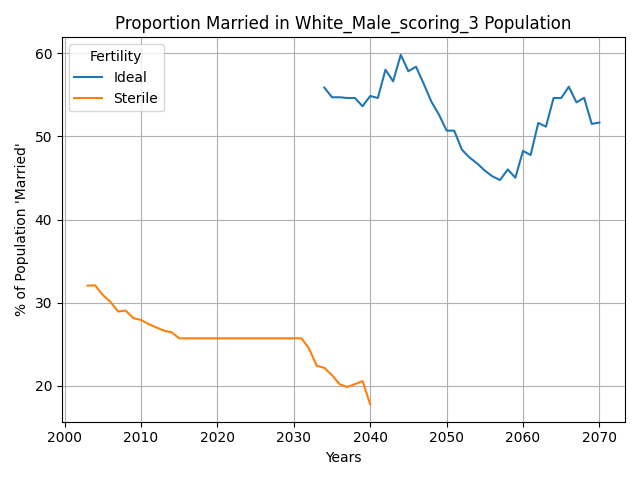 Proportion Married in White_Male_scoring_3 Population
Fertility
Ideal
Sterile
% of Population 'Married'
60
50
40
30
20
2000 2010 2020 2030 2040 2050 2060 2070
Years